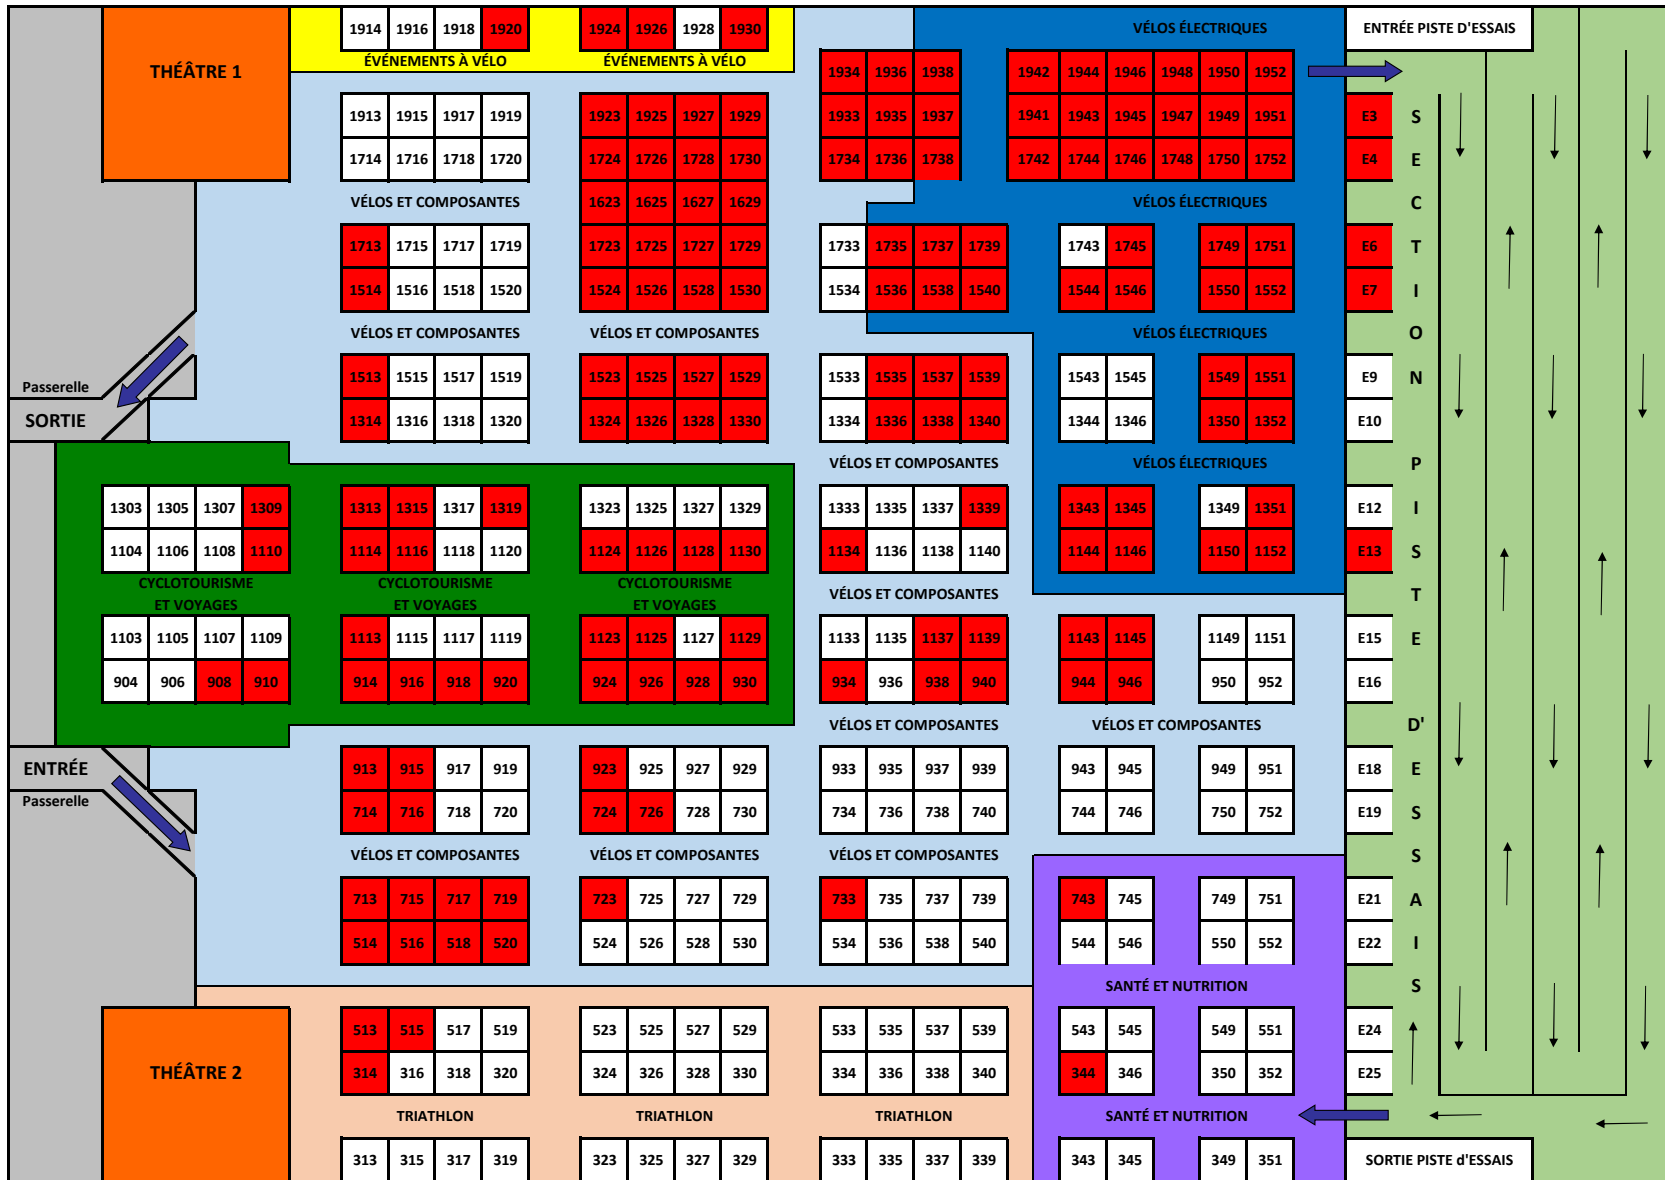 1914 1916 1918 1920 1924 1926 1928 1930 VÉLOS ÉLECTRIQUES ENTRÉE PISTE D'ESSAIS
ÉVÉNEMENTS À VÉLO ÉVÉNEMENTS À VÉLO
THÉÂTRE 1 1934 1936 1938 1942 1944 1946 1948 1950 1952
1913 1915 1917 1919 1923 1925 1927 1929 1933 1935 1937 1941 1943 1945 1947 1949 1951 E3 S
1714 1716 1718 1720 1724 1726 1728 1730 1734 1736 1738 1742 1744 1746 1748 1750 1752 E4 E
VÉLOS ET COMPOSANTES 1623 1625 1627 1629 VÉLOS ÉLECTRIQUES C
1713 1715 1717 1719 1723 1725 1727 1729 1733 1735 1737 1739 1743 1745 1749 1751 E6 T
1514 1516 1518 1520 1524 1526 1528 1530 1534 1536 1538 1540 1544 1546 1550 1552 E7 I
VÉLOS ET COMPOSANTES VÉLOS ET COMPOSANTES VÉLOS ÉLECTRIQUES O
1513 1515 1517 1519 1523 1525 1527 1529 1533 1535 1537 1539 1543 1545 1549 1551 E9 N
Passerelle
SORTIE 1314 1316 1318 1320 1324 1326 1328 1330 1334 1336 1338 1340 1344 1346 1350 1352 E10
VÉLOS ET COMPOSANTES VÉLOS ÉLECTRIQUES P
1303 1305 1307 1309 1313 1315 1317 1319 1323 1325 1327 1329 1333 1335 1337 1339 1343 1345 1349 1351 E12 I
1104 1106 1108 1110 1114 1116 1118 1120 1124 1126 1128 1130 1134 1136 1138 1140 1144 1146 1150 1152 E13 S
CYCLOTOURISME CYCLOTOURISME CYCLOTOURISME
ET VOYAGES ET VOYAGES ET VOYAGES VÉLOS ET COMPOSANTES T
1103 1105 1107 1109 1113 1115 1117 1119 1123 1125 1127 1129 1133 1135 1137 1139 1143 1145 1149 1151 E15 E
904 906 908 910 914 916 918 920 924 926 928 930 934 936 938 940 944 946 950 952 E16
VÉLOS ET COMPOSANTES VÉLOS ET COMPOSANTES D'
ENTRÉE 913 915 917 919 923 925 927 929 933 935 937 939 943 945 949 951 E18 E
Passerelle
714 716 718 720 724 726 728 730 734 736 738 740 744 746 750 752 E19 S
VÉLOS ET COMPOSANTES VÉLOS ET COMPOSANTES VÉLOS ET COMPOSANTES S
713 715 717 719 723 725 727 729 733 735 737 739 743 745 749 751 E21 A
514 516 518 520 524 526 528 530 534 536 538 540 544 546 550 552 E22 I
SANTÉ ET NUTRITION S
513 515 517 519 523 525 527 529 533 535 537 539 543 545 549 551 E24
THÉÂTRE 2 314 316 318 320 324 326 328 330 334 336 338 340 344 346 350 352 E25
TRIATHLON TRIATHLON TRIATHLON SANTÉ ET NUTRITION
313 315 317 319 323 325 327 329 333 335 337 339 343 345 349 351 SORTIE PISTE d'ESSAIS